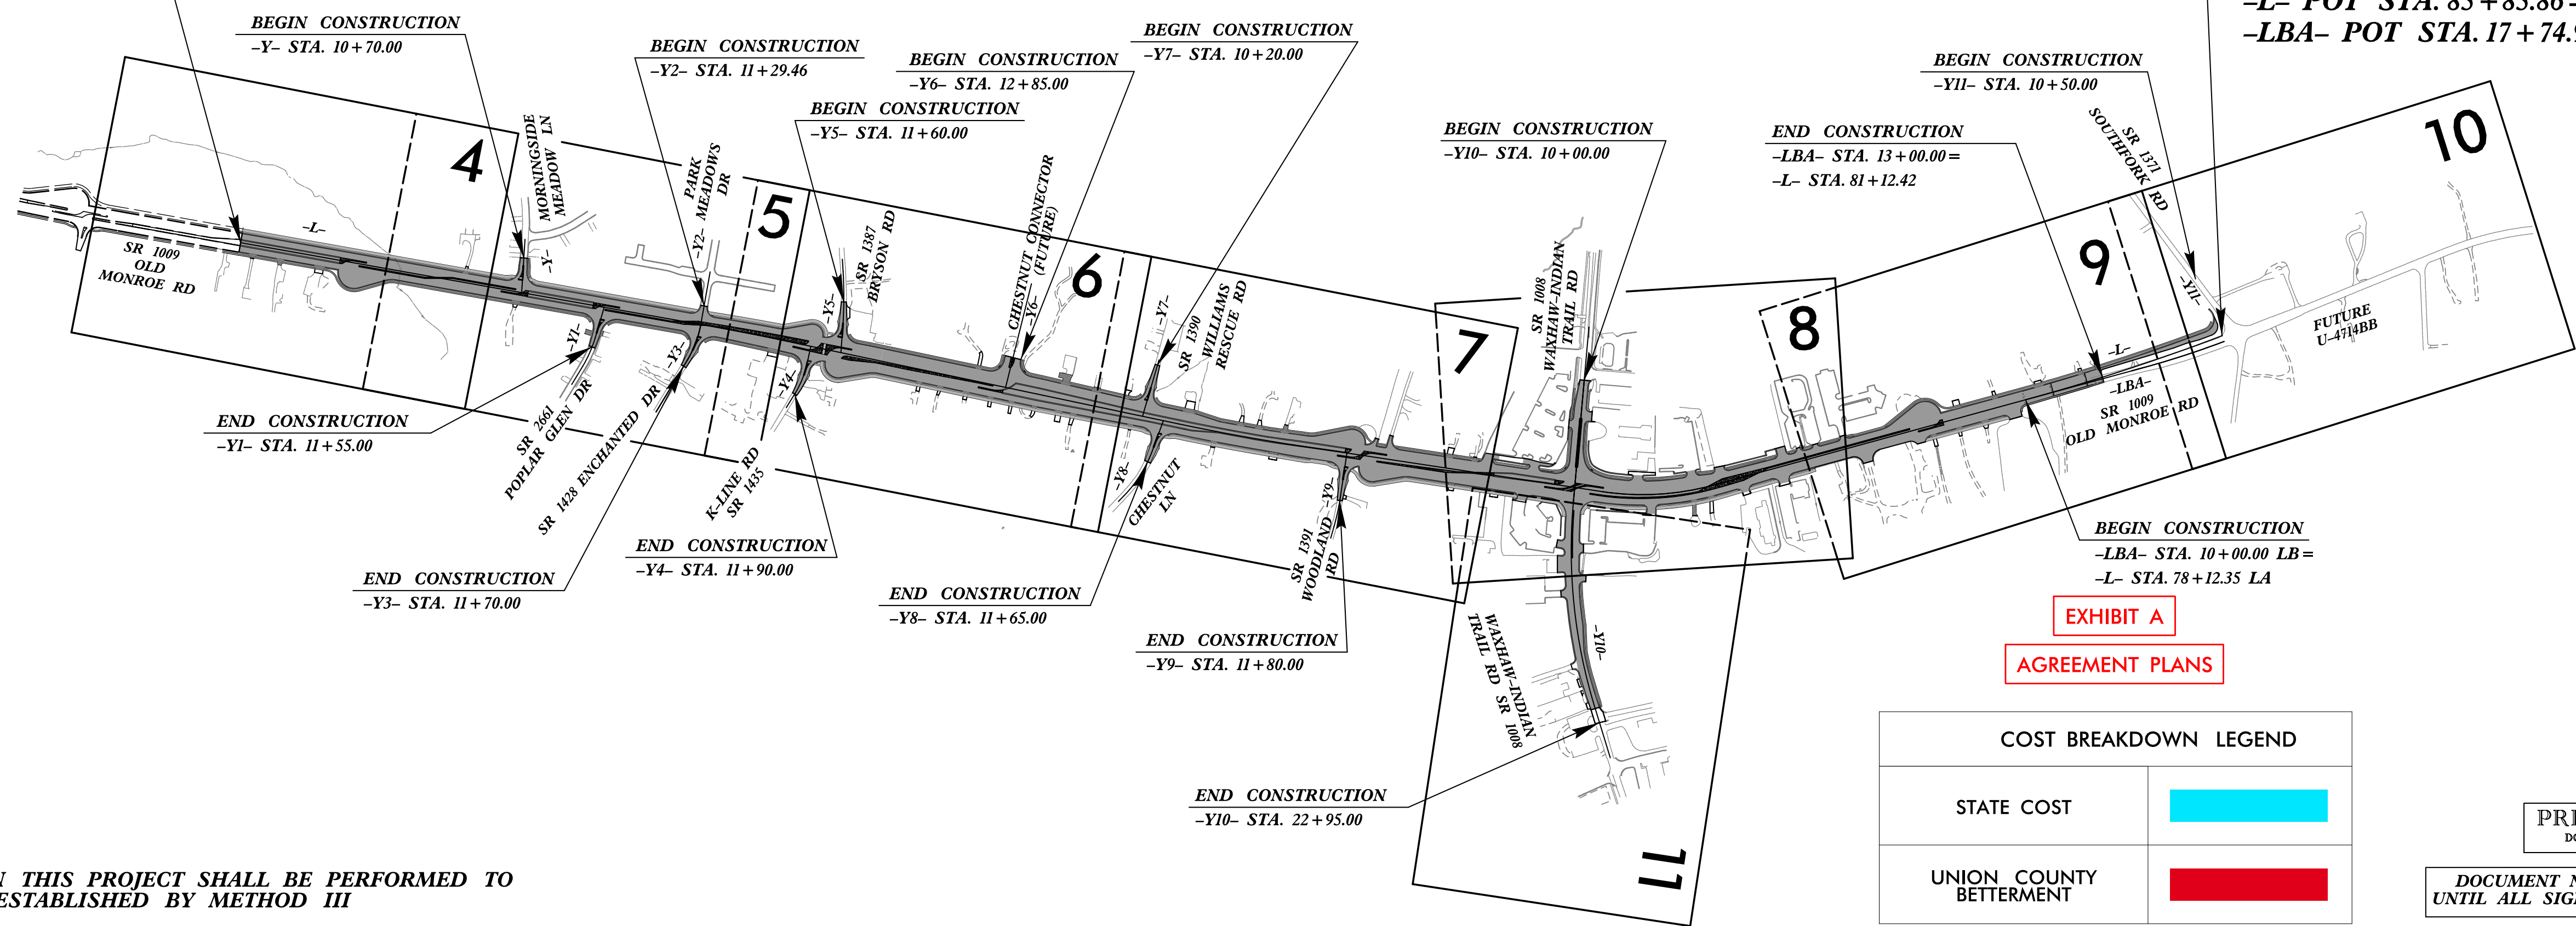 BEGIN CONSTRUCTION
–Y– STA. 10+70.00
BEGIN CONSTRUCTION
–Y2– STA. 11+29.46
BEGIN CONSTRUCTION
–Y6– STA. 12+85.00
BEGIN CONSTRUCTION
–Y5– STA. 11+60.00
BEGIN CONSTRUCTION
–Y7– STA. 10+20.00
BEGIN CONSTRUCTION
–Y10– STA. 10+00.00
BEGIN CONSTRUCTION
–Y11– STA. 10+50.00
END CONSTRUCTION
–LBA– STA. 13+00.00=
–L– STA. 81+12.42
–L– POT STA. 85+85.86=
–LBA– POT STA. 17+74.
4
5
6
7
8
9
10
11
SR 1009
OLD
MONROE RD
–L–
MORNINGSIDE
MEADOW LN
–Y–
PARK
MEADOWS
DR
–Y2–
–Y1–
–Y3–
–Y5–
SR 1387
BRYSON RD
–Y4–
CHESTNUT CONNECTOR
(FUTURE)
–Y6–
–Y7–
SR 1390
WILLIAMS
RESCUE RD
–Y8–
CHESTNUT
LN
–Y9–
SR 1391
WOODLAND
RD
SR 1008
WAXHAW–INDIAN
TRAIL RD
–Y10–
WAXHAW–INDIAN
TRAIL RD SR 1008
SR 1371
SOUTHFORK RD
–Y11–
–L–
–LBA–
SR 1009
OLD MONROE RD
FUTURE
U–4714BB
SR 2661
POPLAR GLEN DR
SR 1428 ENCHANTED DR
K–LINE RD
SR 1435
END CONSTRUCTION
–Y1– STA. 11+55.00
END CONSTRUCTION
–Y3– STA. 11+70.00
END CONSTRUCTION
–Y4– STA. 11+90.00
END CONSTRUCTION
–Y8– STA. 11+65.00
END CONSTRUCTION
–Y9– STA. 11+80.00
END CONSTRUCTION
–Y10– STA. 22+95.00
BEGIN CONSTRUCTION
–LBA– STA. 10+00.00 LB=
–L– STA. 78+12.35 LA
EXHIBIT A
AGREEMENT PLANS
COST BREAKDOWN LEGEND
STATE COST
UNION COUNTY
BETTERMENT
THIS PROJECT SHALL BE PERFORMED TO
ESTABLISHED BY METHOD III
DOCUMENT
UNTIL ALL